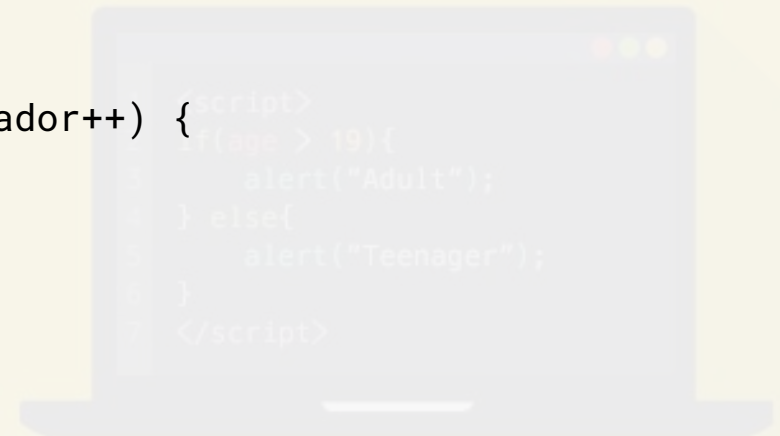 ador++) {
<script>
if(age > 19){
alert("Adult");
} else{
alert("Teenager");
}
</script>